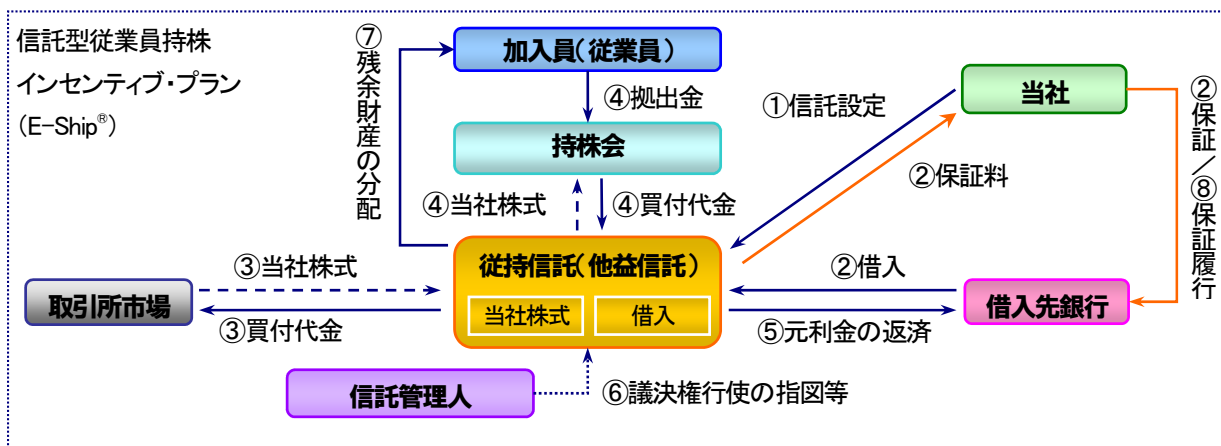 信託型従業員持株
インセンティブ・プラン
(E-Ship®)
⑦残余財産の分配
加入員(従業員)
④拠出金
持株会
④当社株式
④買付代金
①信託設定
②保証料
当社
②保証/⑧保証履行
③当社株式
取引所市場
③買付代金
従持信託(他益信託)
当社株式
借入
②借入
借入先銀行
⑤元利金の返済
信託管理人
⑥議決権行使の指図等